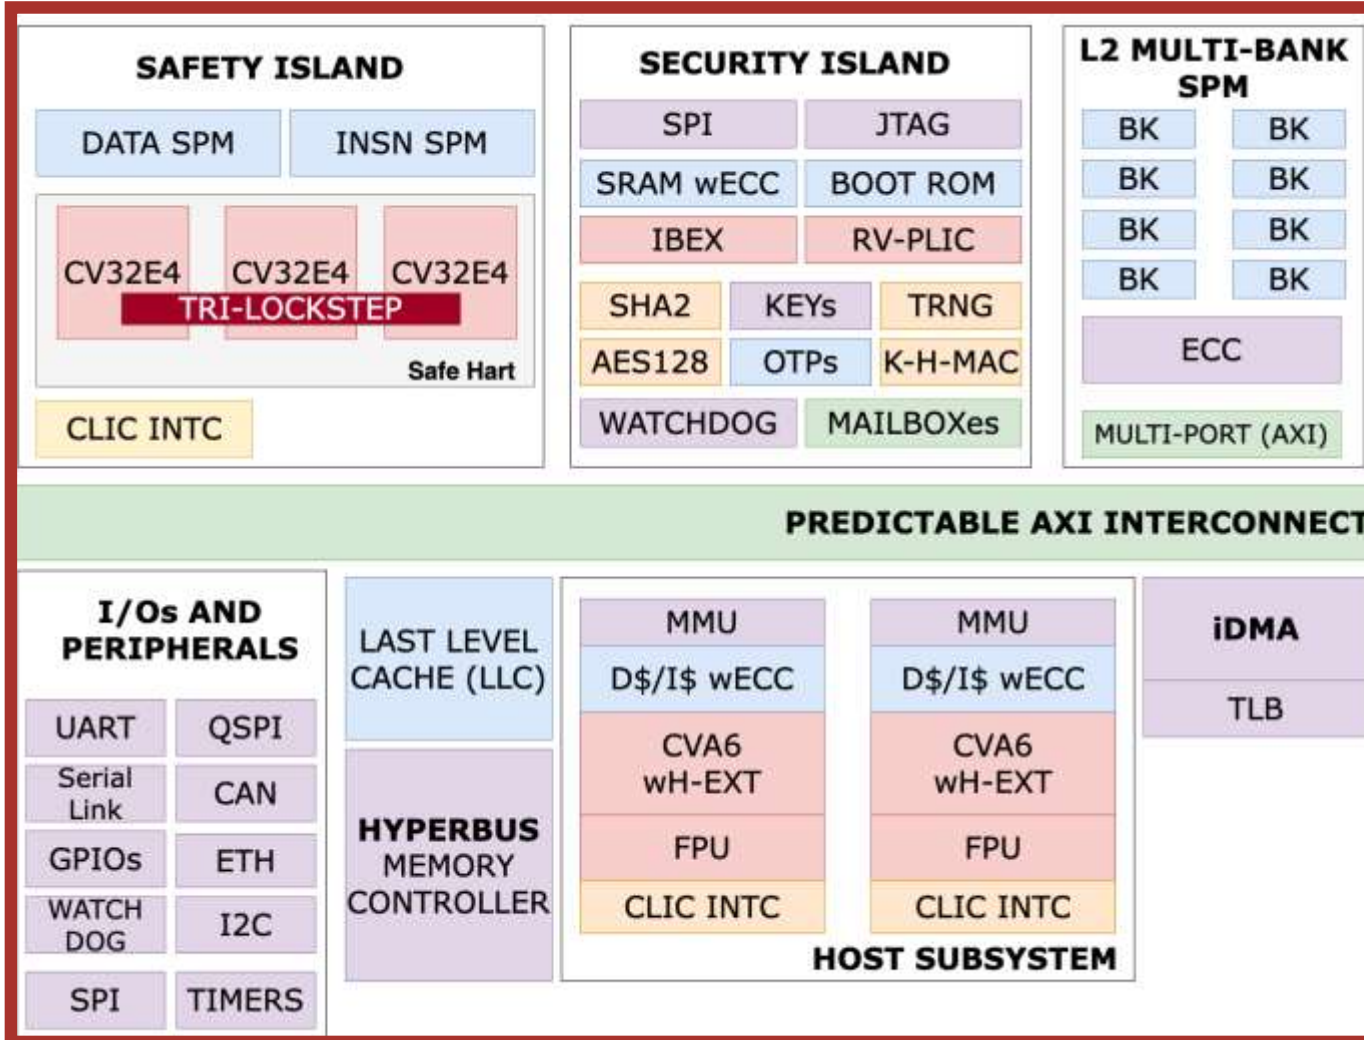 SAFETY ISLAND
DATA SPM
INSN SPM
CV32E4
CV32E4
CV32E4
TRI-LOCKSTEP
Safe Hart
CLIC INTC
SECURITY ISLAND
SPI
JTAG
SRAM wECC
BOOT ROM
IBEX
RV-PLIC
SHA2
KEYs
TRNG
AES128
OTPs
K-H-MAC
WATCHDOG
MAILBOXes
L2 MULTI-BANK
SPM
BK
BK
BK
BK
BK
BK
BK
BK
ECC
MULTI-PORT (AXI)
PREDICTABLE AXI INTERCONNECT
I/Os AND
PERIPHERALS
UART
QSPI
Serial
Link
CAN
GPIOs
ETH
WATCH
DOG
I2C
SPI
TIMERS
LAST LEVEL
CACHE (LLC)
HYPERBUS
MEMORY
CONTROLLER
MMU
D$/I$ wECC
CVA6
wH-EXT
FPU
CLIC INTC
MMU
D$/I$ wECC
CVA6
wH-EXT
FPU
CLIC INTC
HOST SUBSYSTEM
iDMA
TLB